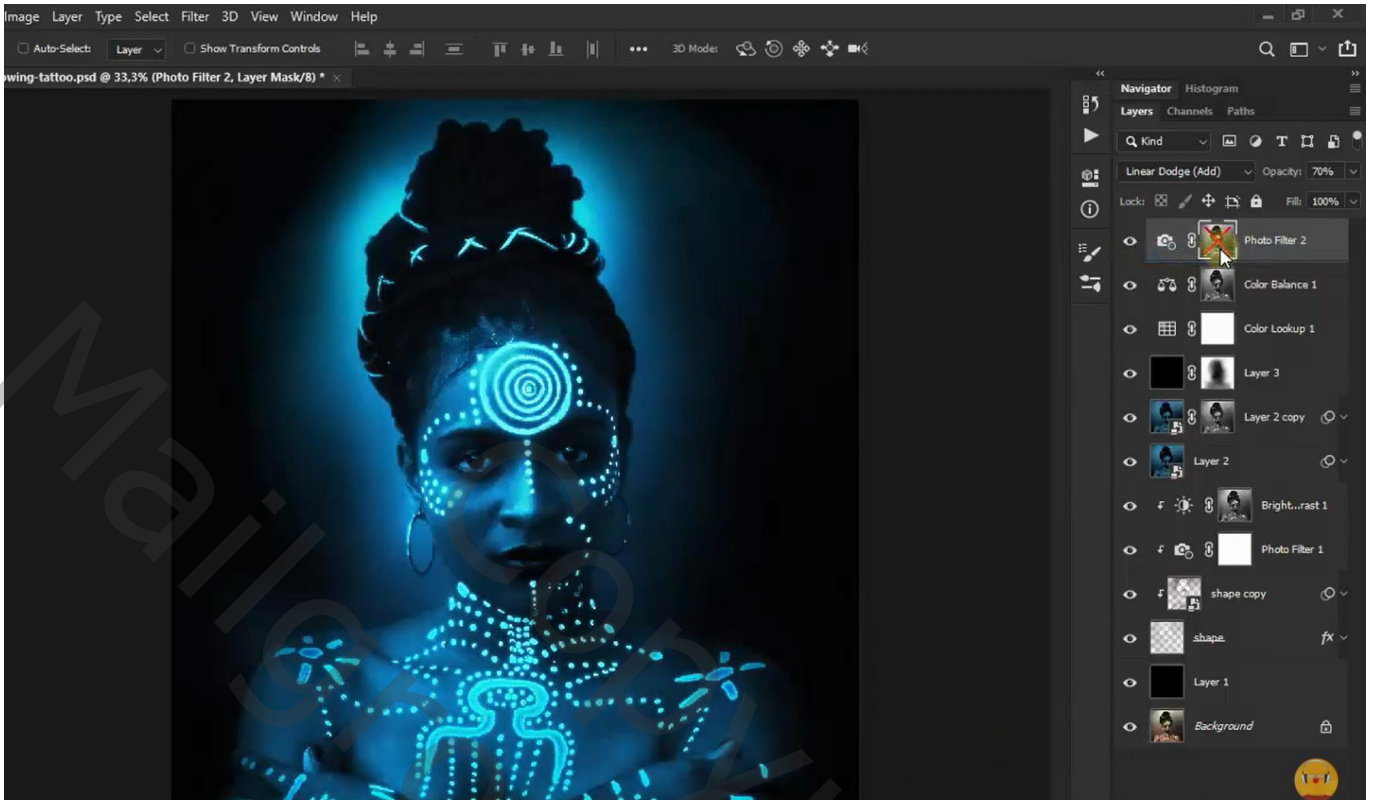 Image Layer Type Select Filter 3D View Window Help
Auto-Select: Layer Show Transform Controls 3D Mode:
owing-tattoo.psd @ 33,3% (Photo Filter 2, Layer Mask/8) * ×
Navigator Histogram
Layers Channels Paths
Kind
Linear Dodge (Add) Opacity: 70%
Lock: Fill: 100%
Photo Filter 2
Color Balance 1
Color Lookup 1
Layer 3
Layer 2 copy
Layer 2
Bright...rast 1
Photo Filter 1
shape copy
shape fx
Layer 1
Background